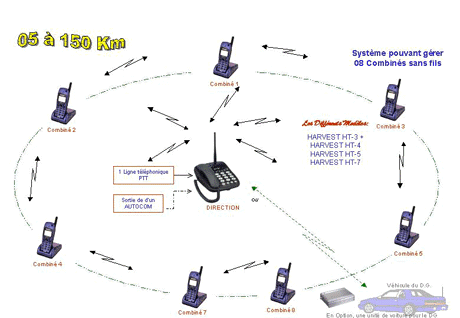 05 à 150 Km
Système pouvant gérer
08 Combinés sans fils
Combiné 1
Combiné 2
Combiné 3
Les Différents Modèles:
HARVEST HT-3 +
HARVEST HT-4
HARVEST HT-5
HARVEST HT-7
1 Ligne téléphonique
PTT
Sortie de d'un
AUTOCOM
DIRECTION
ou
Combiné 4
Combiné 5
Combiné 7
Combiné 8
Véhicule du D.G.
En Option, une unité de voiture pour le D.G